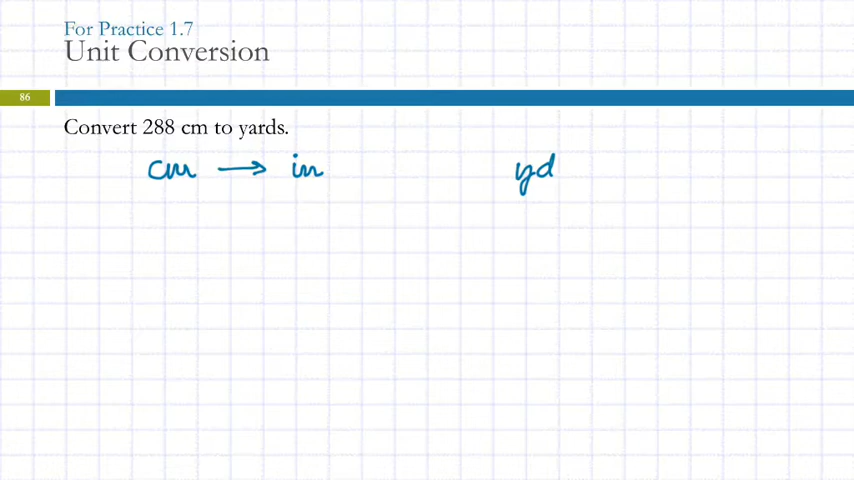 For Practice 1.7
Unit Conversion
86
Convert 288 cm to yards.
cm → in yd